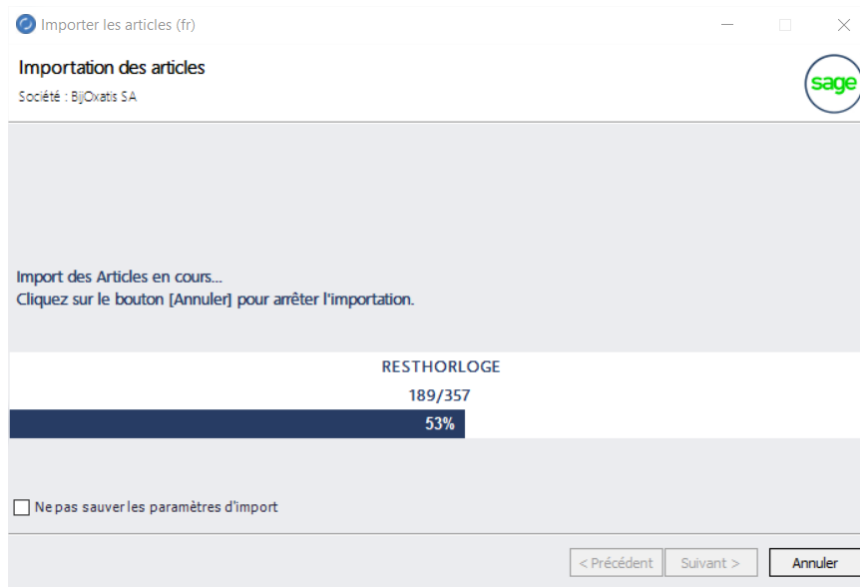 Importer les articles (fr)
Importation des articles
Société : BijOxatis SA
sage
Import des Articles en cours...
Cliquez sur le bouton [Annuler] pour arrêter l'importation.
RESTHORLOGE
189/357
53%
Ne pas sauver les paramètres d'import
< Précédent Suivant > Annuler